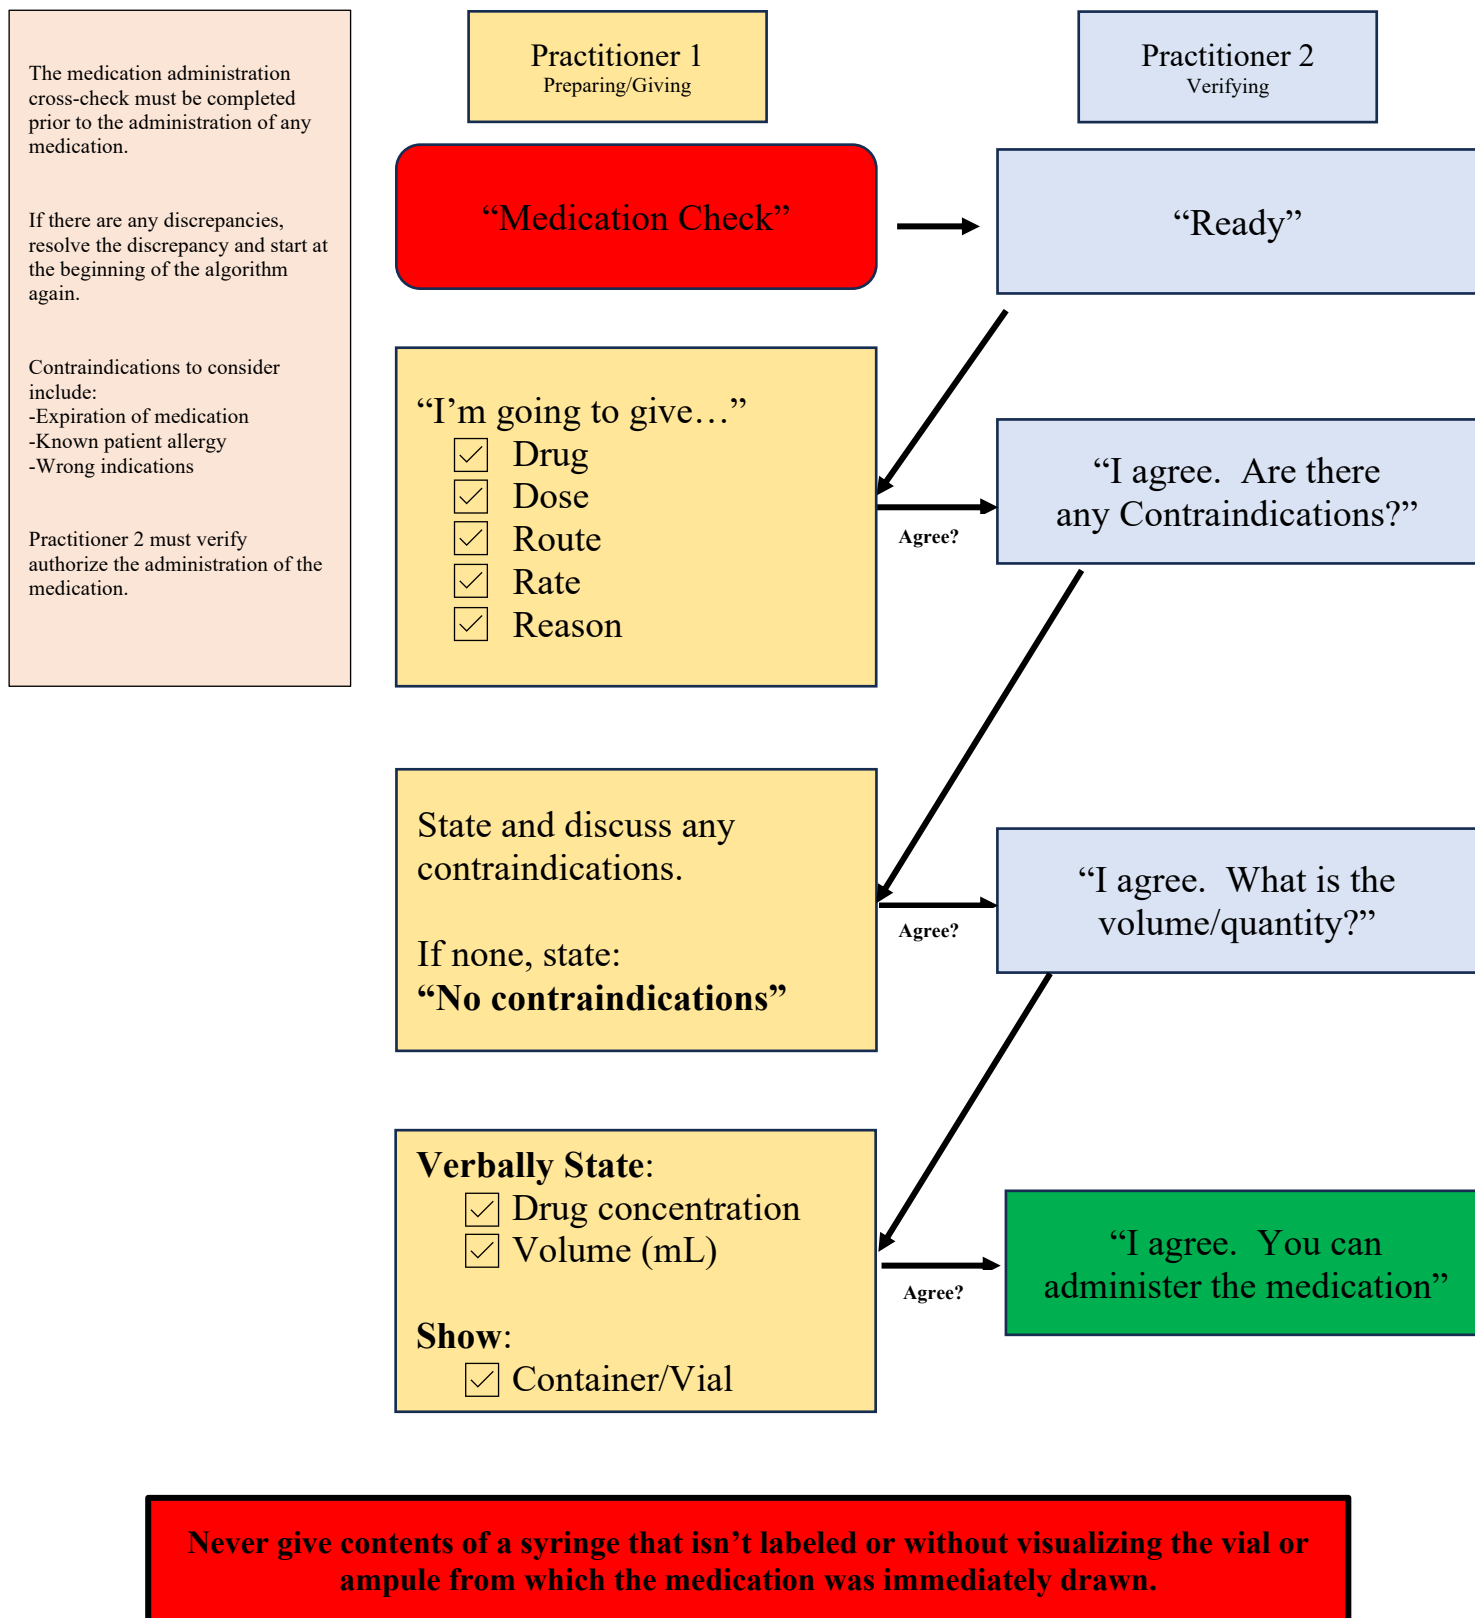 The medication administration
cross-check must be completed
prior to the administration of any
medication.
If there are any discrepancies,
resolve the discrepancy and start at
the beginning of the algorithm
again.
Contraindications to consider
include:
-Expiration of medication
-Known patient allergy
-Wrong indications
Practitioner 2 must verify
authorize the administration of the
medication.
Practitioner 1
Preparing/Giving
Practitioner 2
Verifying
“Medication Check”
“Ready”
“I’m going to give…”
Drug
Dose
Route
Rate
Reason
Agree?
“I agree.  Are there
any Contraindications?”
State and discuss any
contraindications.
If none, state:
“No contraindications”
Agree?
“I agree.  What is the
volume/quantity?”
Verbally State:
Drug concentration
Volume (mL)
Show:
Container/Vial
Agree?
“I agree.  You can
administer the medication”
Never give contents of a syringe that isn’t labeled or without visualizing the vial or
ampule from which the medication was immediately drawn.